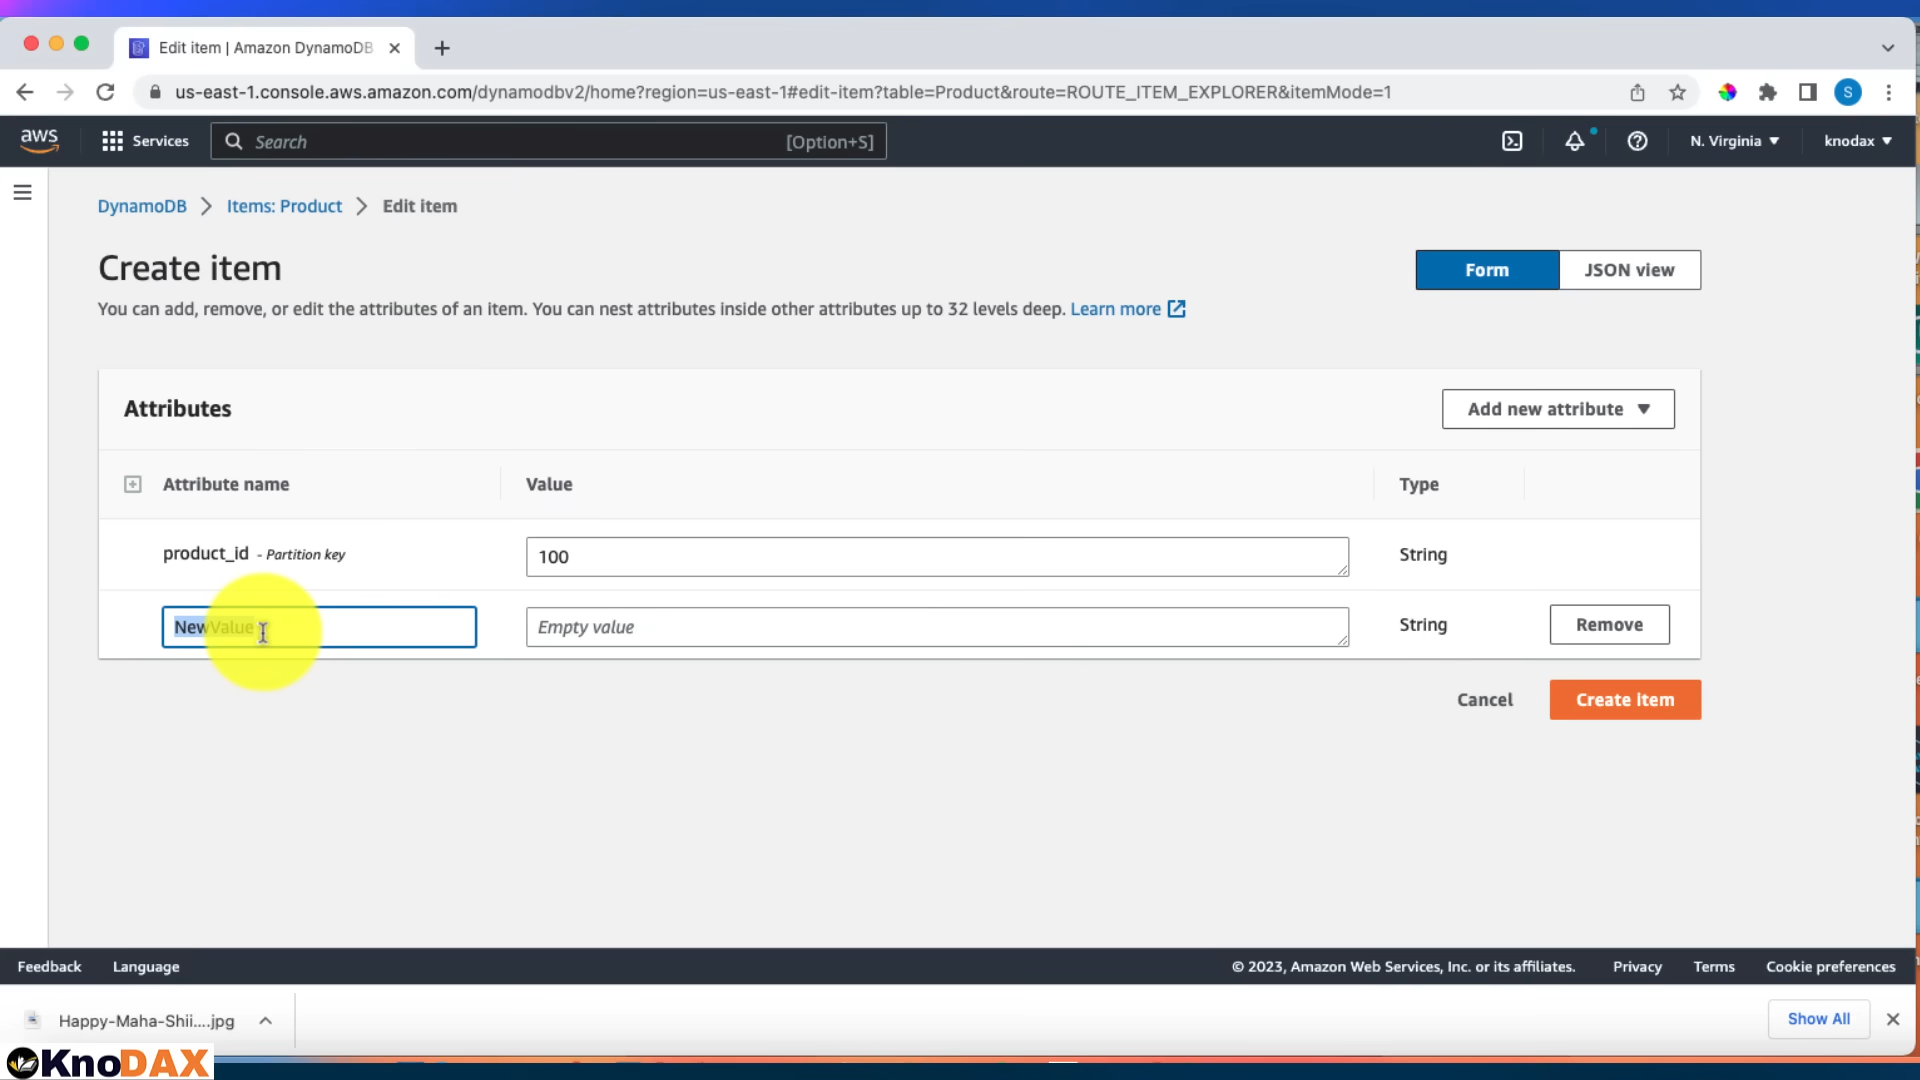 Edit item | Amazon DynamoDB
us-east-1.console.aws.amazon.com/dynamodbv2/home?region=us-east-1#edit-item?table=Product&route=ROUTE_ITEM_EXPLORER&itemMode=1
S
aws
Services
Search
[Option+S]
N. Virginia
knodax
DynamoDB
Items: Product
Edit item
Create item
Form
JSON view
You can add, remove, or edit the attributes of an item. You can nest attributes inside other attributes up to 32 levels deep. Learn more
Attributes
Add new attribute
Attribute name
Value
Type
product_id - Partition key
100
String
NewValue
Empty value
String
Remove
Cancel
Create item
Feedback
Language
© 2023, Amazon Web Services, Inc. or its affiliates.
Privacy
Terms
Cookie preferences
Happy-Maha-Shii....jpg
Show All
KnoDAX